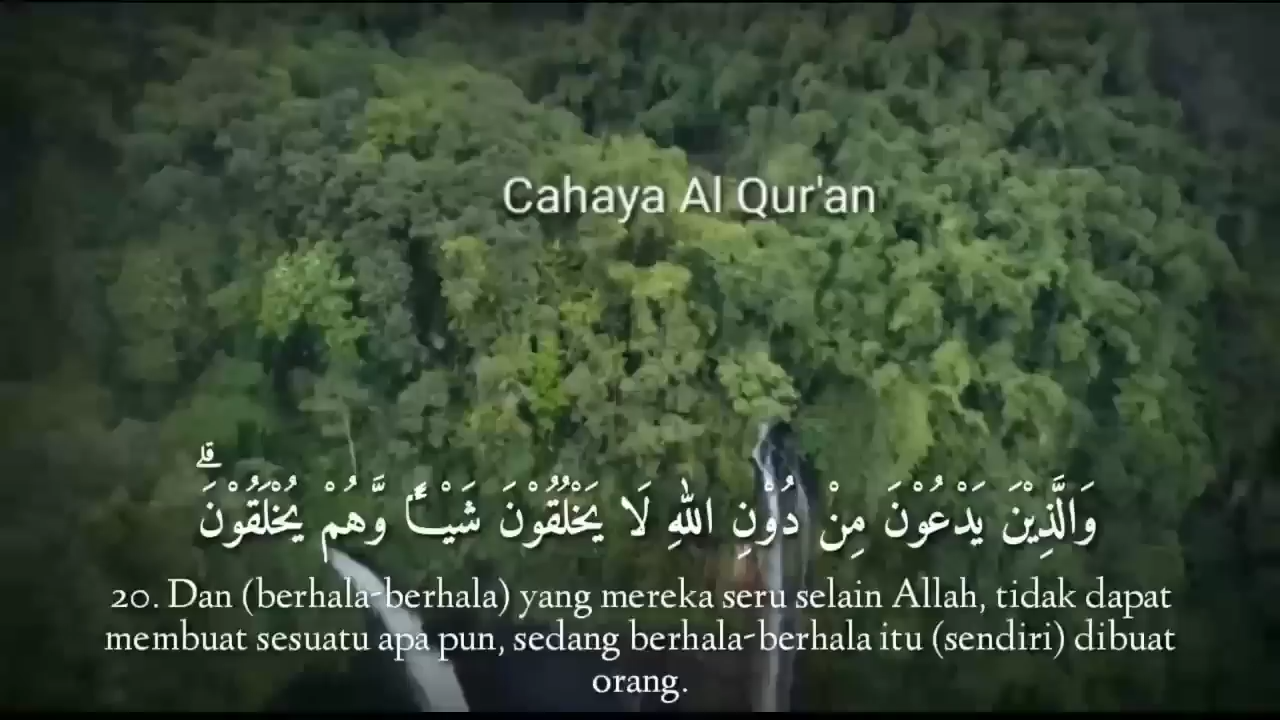 Cahaya Al Qur'an
وَالَّذِيْنَ يَدْعُوْنَ مِنْ دُوْنِ اللّٰهِ لَا يَخْلُقُوْنَ شَيْـًٔا وَّهُمْ يُخْلَقُوْنَ ۗ
20. Dan (berhala-berhala) yang mereka seru selain Allah, tidak dapat
membuat sesuatu apa pun, sedang berhala-berhala itu (sendiri) dibuat
orang.